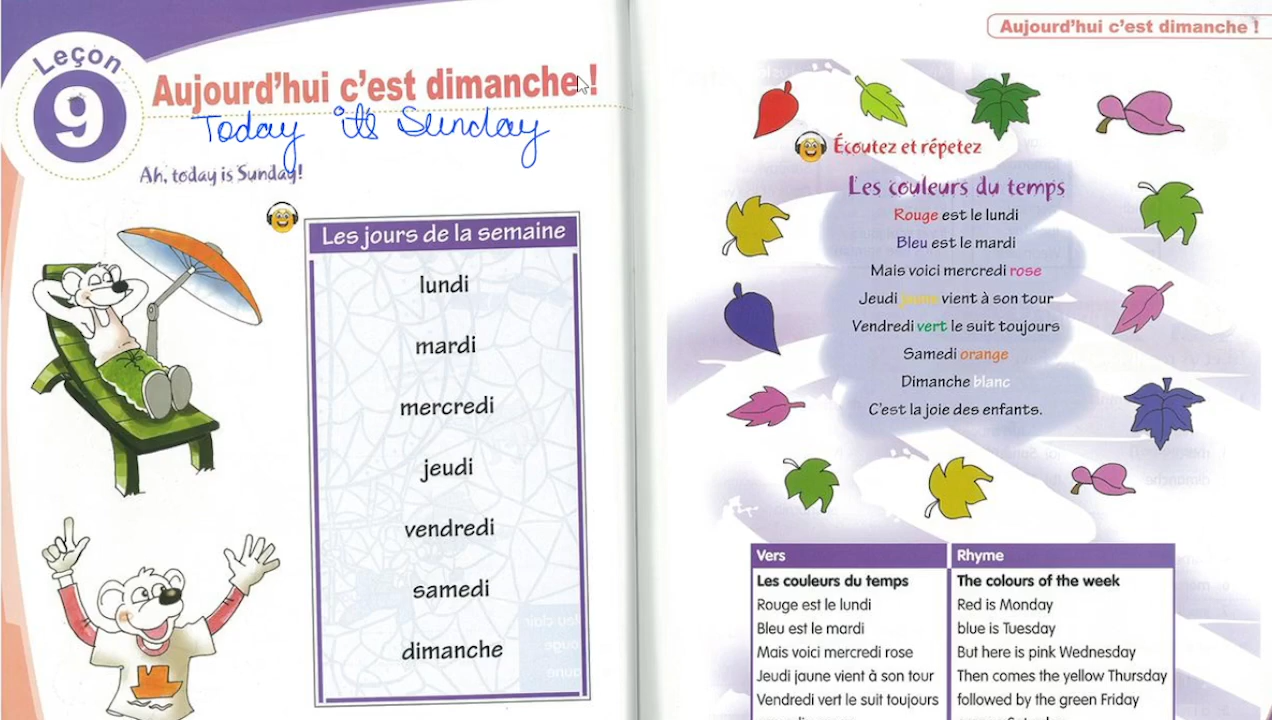 Leçon
9
Aujourd'hui c'est dimanche !
Today it's Sunday
Ah, today is Sunday!
Les jours de la semaine
lundi
mardi
mercredi
jeudi
vendredi
samedi
dimanche
Aujourd'hui c'est dimanche !
Écoutez et répetez
Les couleurs du temps
Rouge est le lundi
Bleu est le mardi
Mais voici mercredi rose
Jeudi jaune vient à son tour
Vendredi vert le suit toujours
Samedi orange
Dimanche blanc
C'est la joie des enfants.
Vers Rhyme
Les couleurs du temps The colours of the week
Rouge est le lundi Red is Monday
Bleu est le mardi blue is Tuesday
Mais voici mercredi rose But here is pink Wednesday
Jeudi jaune vient à son tour Then comes the yellow Thursday
Vendredi vert le suit toujours followed by the green Friday